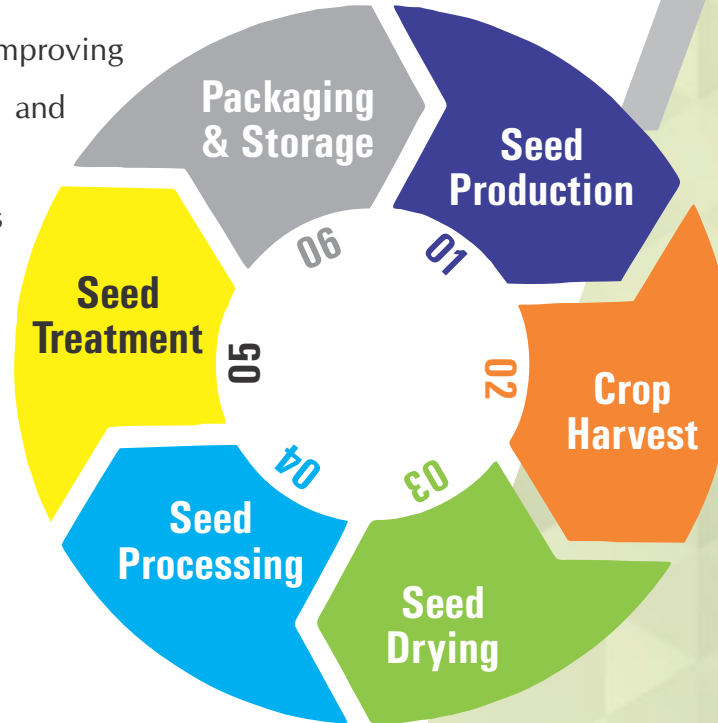 mproving
and
s
Packaging
& Storage
06
Seed
Production
01
Crop
Harvest
02
Seed
Drying
03
Seed
Processing
04
Seed
Treatment
05